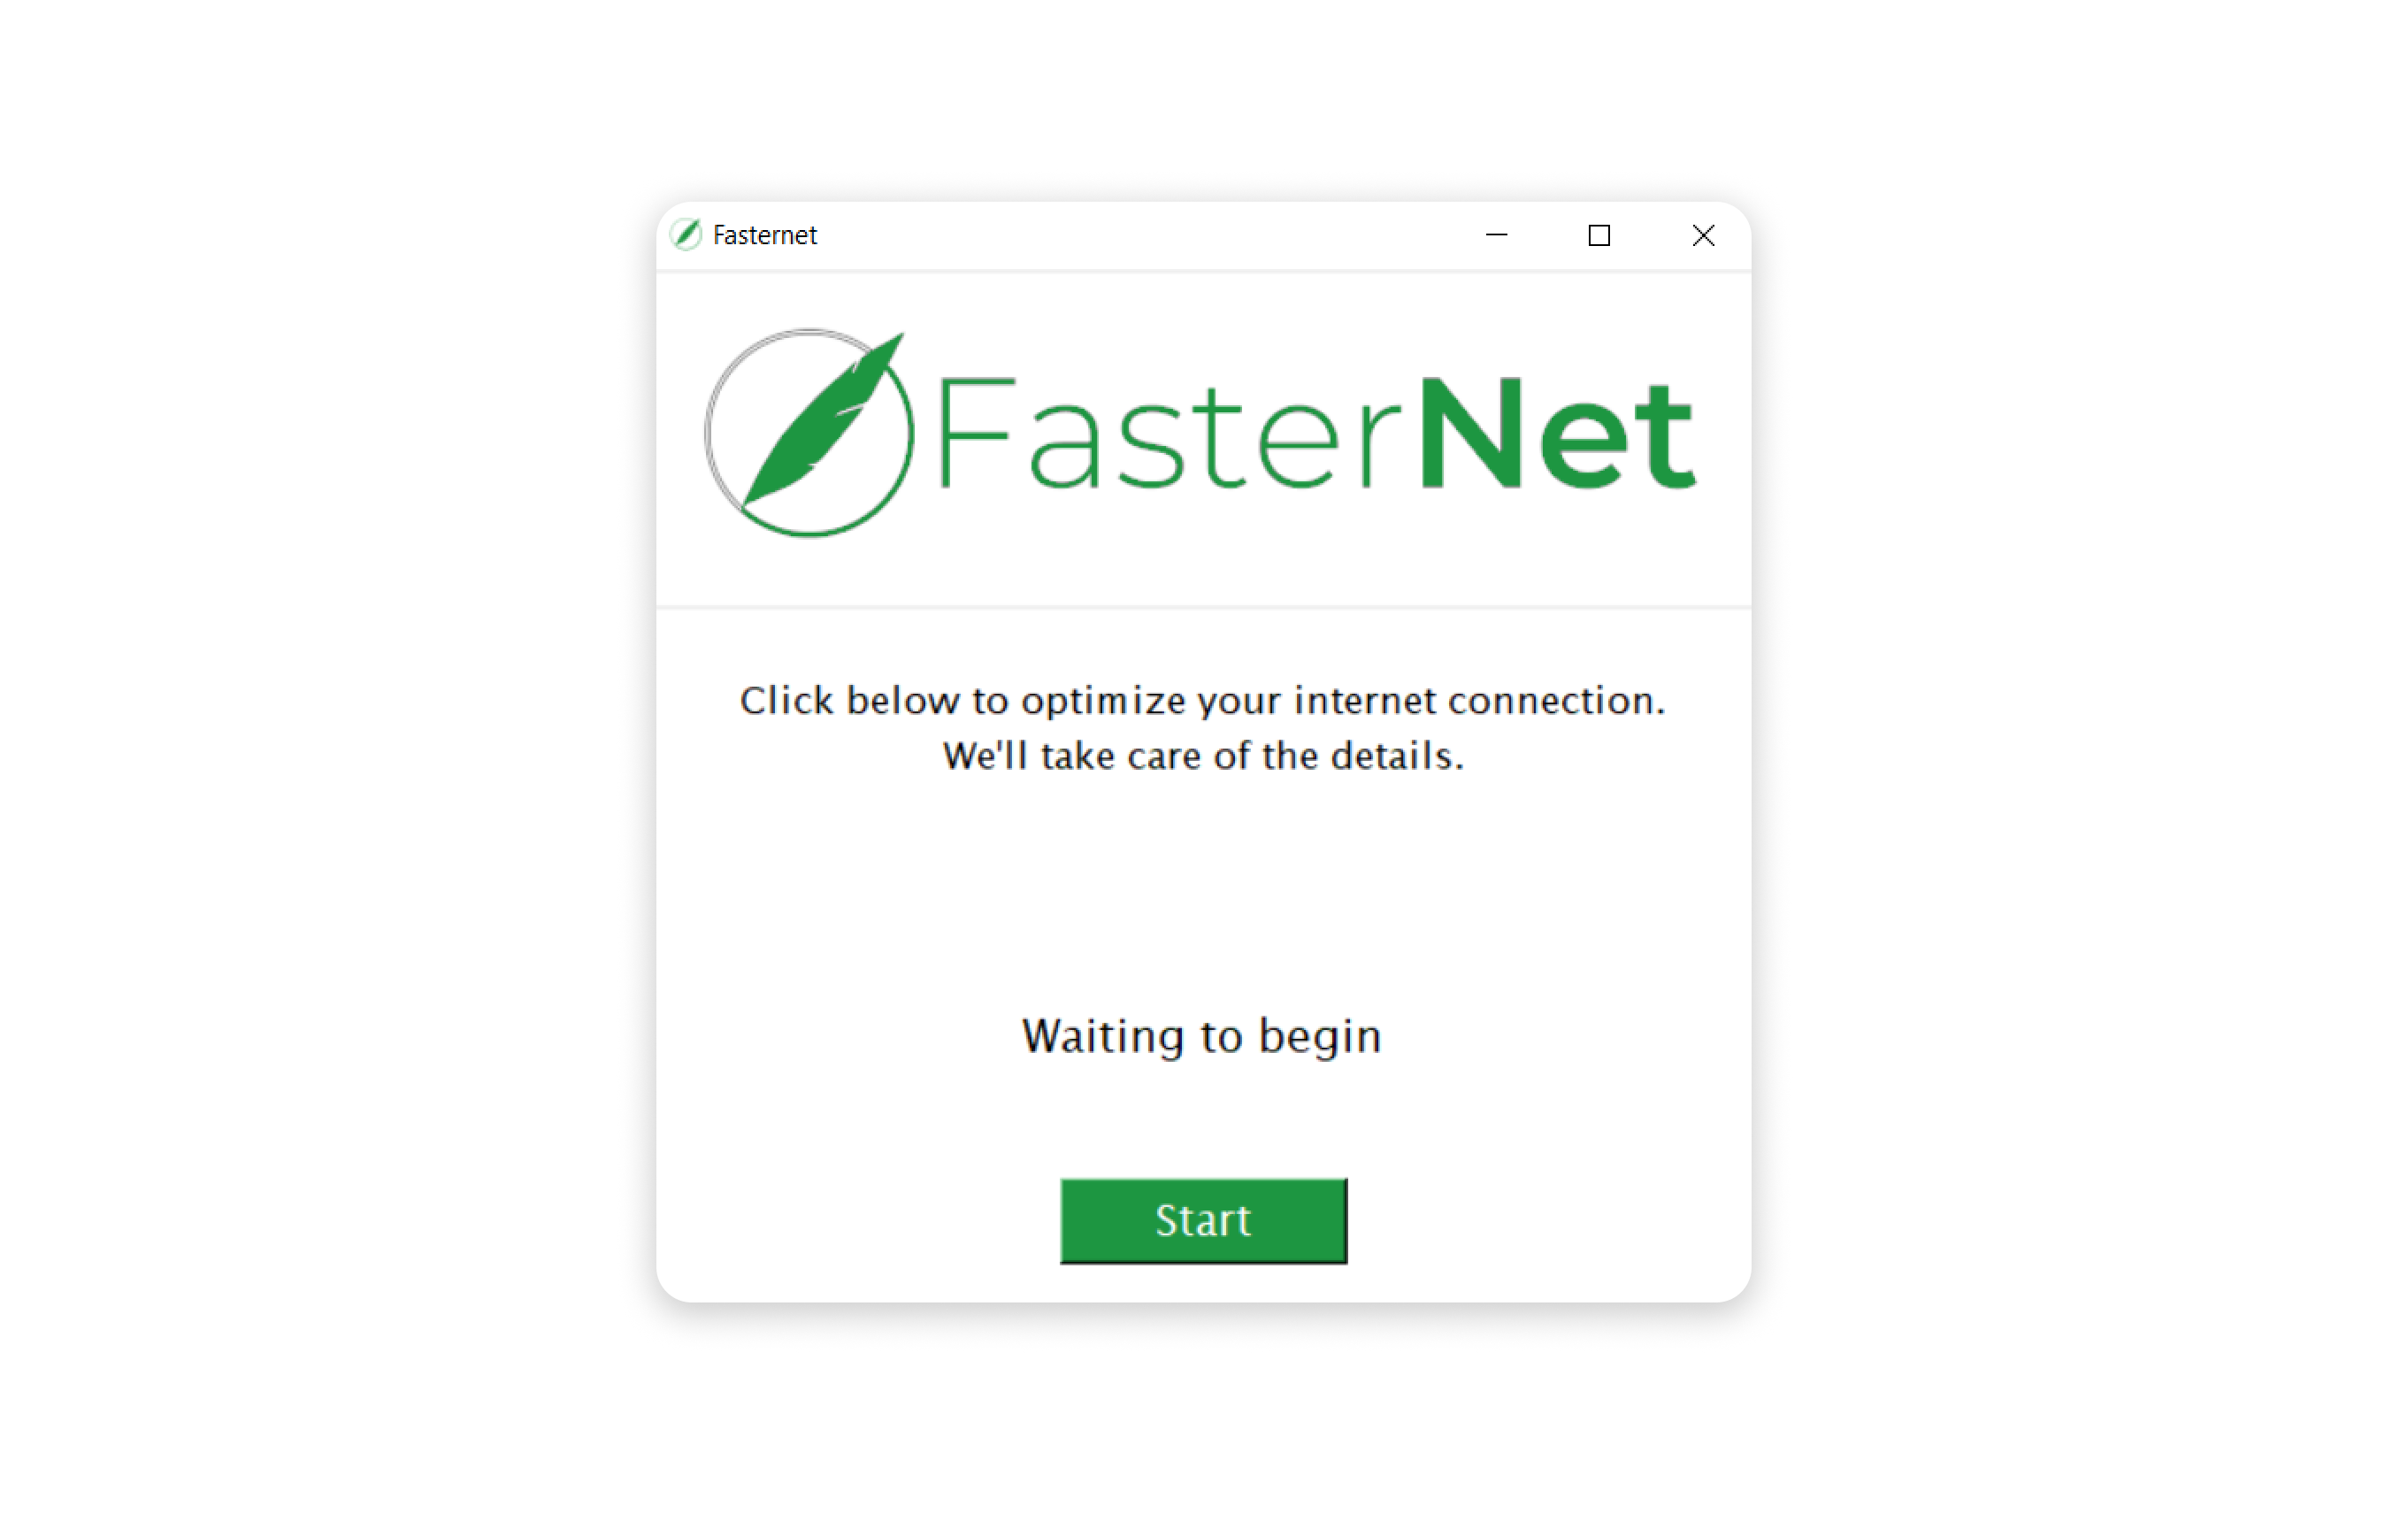 Fasternet
FasterNet
Click below to optimize your internet connection.
We'll take care of the details.
Waiting to begin
Start